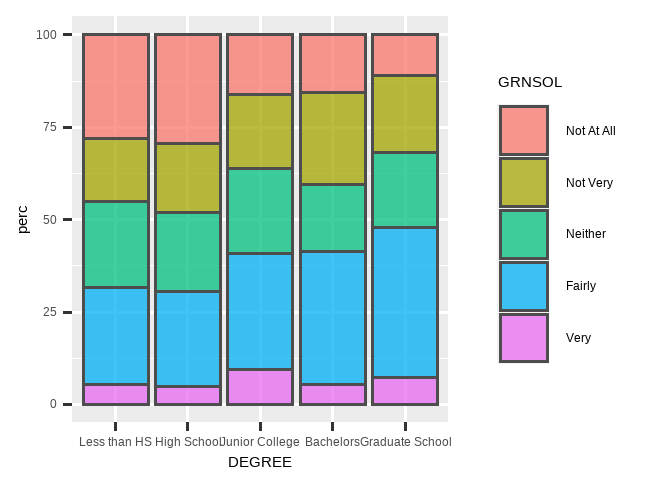 100
75
50
25
0
perc
Less than HS High School Junior College Bachelors Graduate School
DEGREE
GRNSOL
Not At All
Not Very
Neither
Fairly
Very